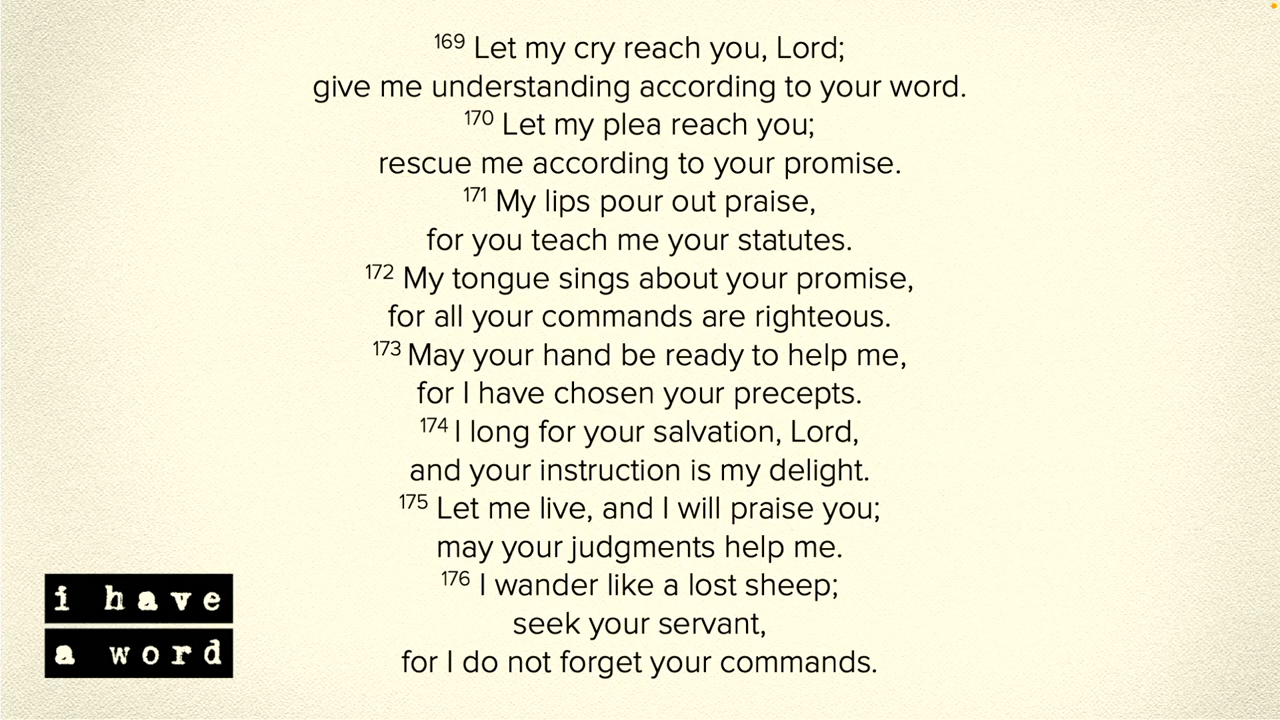 169 Let my cry reach you, Lord;
give me understanding according to your word.
170 Let my plea reach you;
rescue me according to your promise.
171 My lips pour out praise,
for you teach me your statutes.
172 My tongue sings about your promise,
for all your commands are righteous.
173 May your hand be ready to help me,
for I have chosen your precepts.
174 I long for your salvation, Lord,
and your instruction is my delight.
175 Let me live, and I will praise you;
may your judgments help me.
176 I wander like a lost sheep;
seek your servant,
for I do not forget your commands.
i have
a word